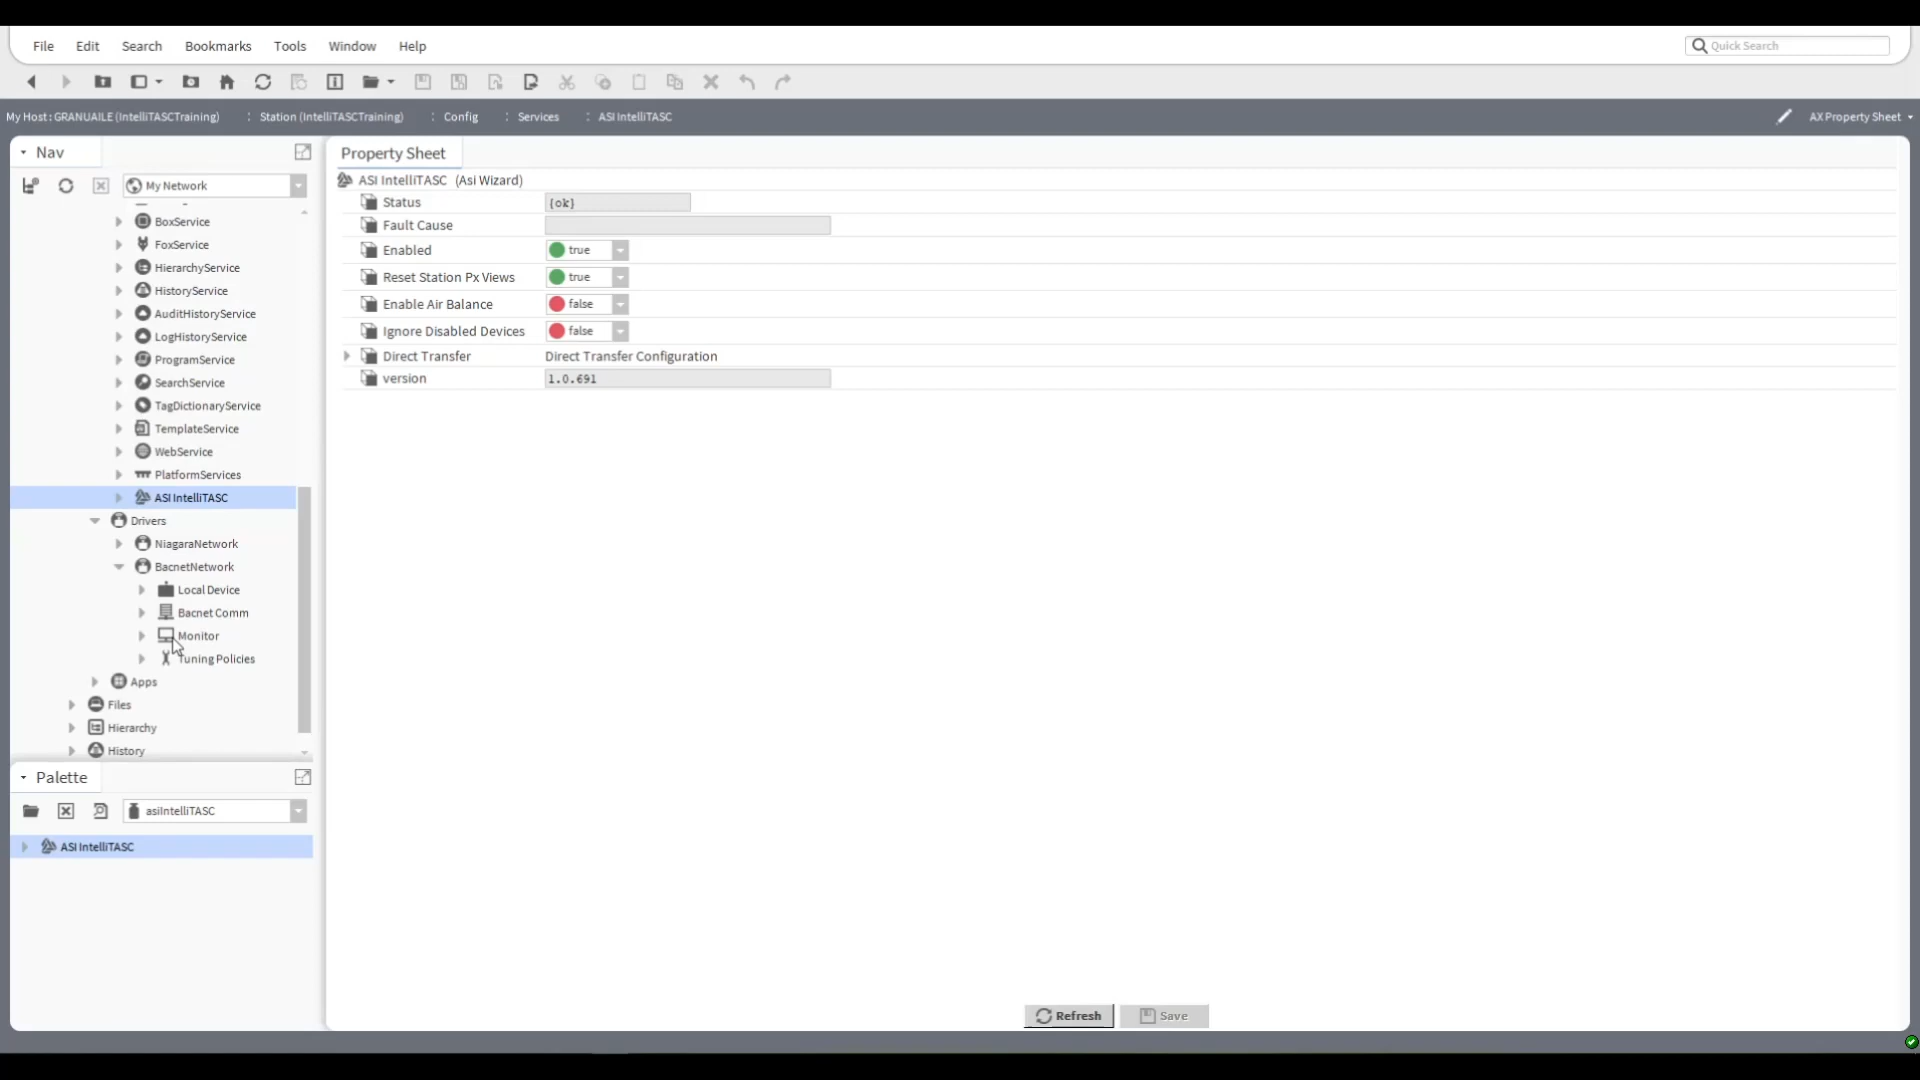 File Edit Search Bookmarks Tools Window Help
Quick Search
My Host : GRANUAILE (IntelliTASCTraining) : Station (IntelliTASCTraining) : Config : Services : ASI IntelliTASC
AX Property Sheet
Nav
My Network
BoxService
FoxService
HierarchyService
HistoryService
AuditHistoryService
LogHistoryService
ProgramService
SearchService
TagDictionaryService
TemplateService
WebService
PlatformServices
ASI IntelliTASC
Drivers
NiagaraNetwork
BacnetNetwork
Local Device
Bacnet Comm
Monitor
Tuning Policies
Apps
Files
Hierarchy
History
Palette
asiIntelliTASC
ASI IntelliTASC
Property Sheet
ASI IntelliTASC (Asi Wizard)
Status {ok}
Fault Cause
Enabled true
Reset Station Px Views true
Enable Air Balance false
Ignore Disabled Devices false
Direct Transfer Direct Transfer Configuration
version 1.0.691
Refresh Save